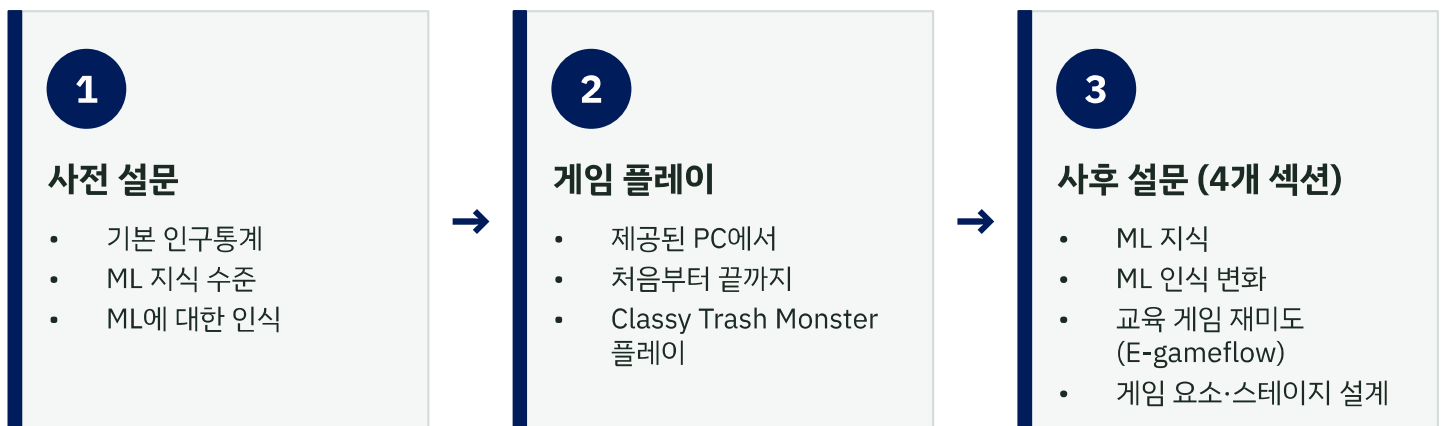 1
사전 설문
• 기본 인구통계
• ML 지식 수준
• ML에 대한 인식
→
2
게임 플레이
• 제공된 PC에서
• 처음부터 끝까지
• Classy Trash Monster
플레이
→
3
사후 설문 (4개 섹션)
• ML 지식
• ML 인식 변화
• 교육 게임 재미도
(E-gameflow)
• 게임 요소·스테이지 설계